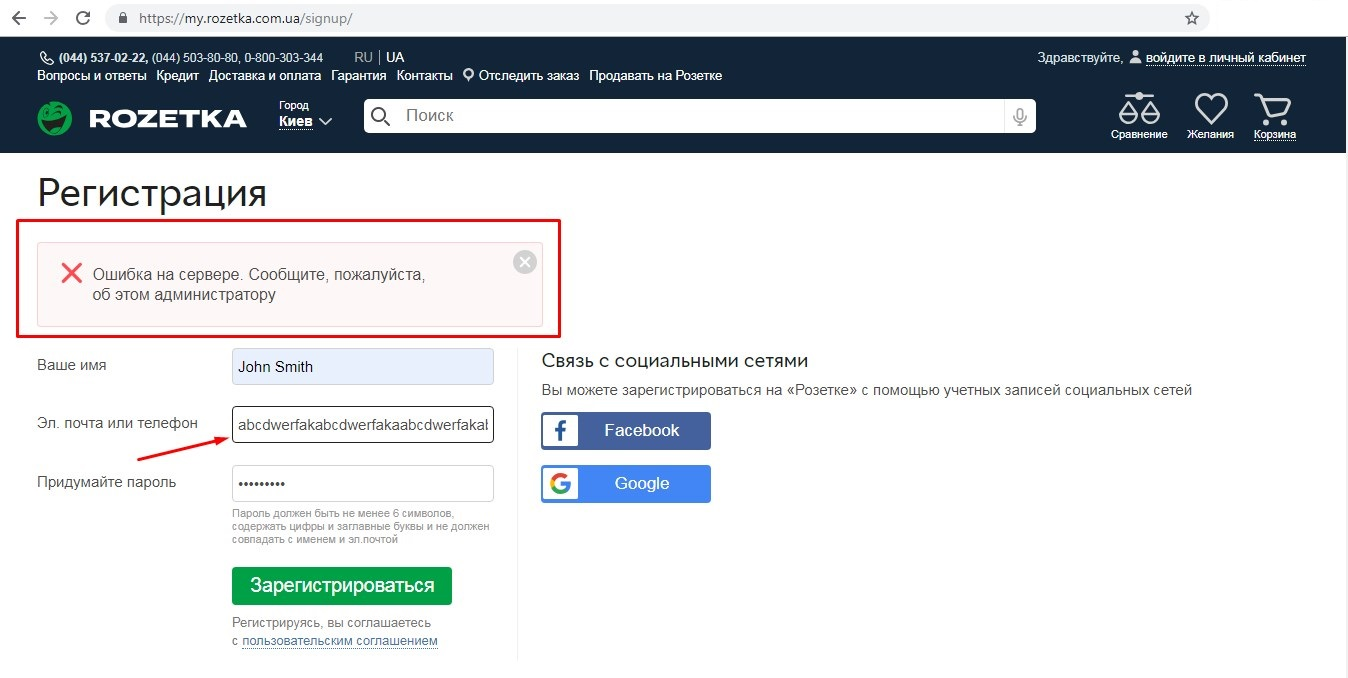 https://my.rozetka.com.ua/signup/
(044) 537-02-22, (044) 503-80-80, 0-800-303-344 RU | UA
Здравствуйте, войдите в личный кабинет
Вопросы и ответы Кредит Доставка и оплата Гарантия Контакты Отследить заказ Продавать на Розетке
ROZETKA
Город
Киев
Поиск
Сравнение
Желания
Корзина
Регистрация
Ошибка на сервере. Сообщите, пожалуйста,
об этом администратору
Ваше имя
John Smith
Эл. почта или телефон
abcdwerfakabcdwerfakaabcdwerfakal
Придумайте пароль
•••••••••
Пароль должен быть не менее 6 символов,
содержать цифры и заглавные буквы и не должен
совпадать с именем и эл.почтой
Зарегистрироваться
Регистрируясь, вы соглашаетесь
с пользовательским соглашением
Связь с социальными сетями
Вы можете зарегистрироваться на «Розетке» с помощью учетных записей социальных сетей
Facebook
Google